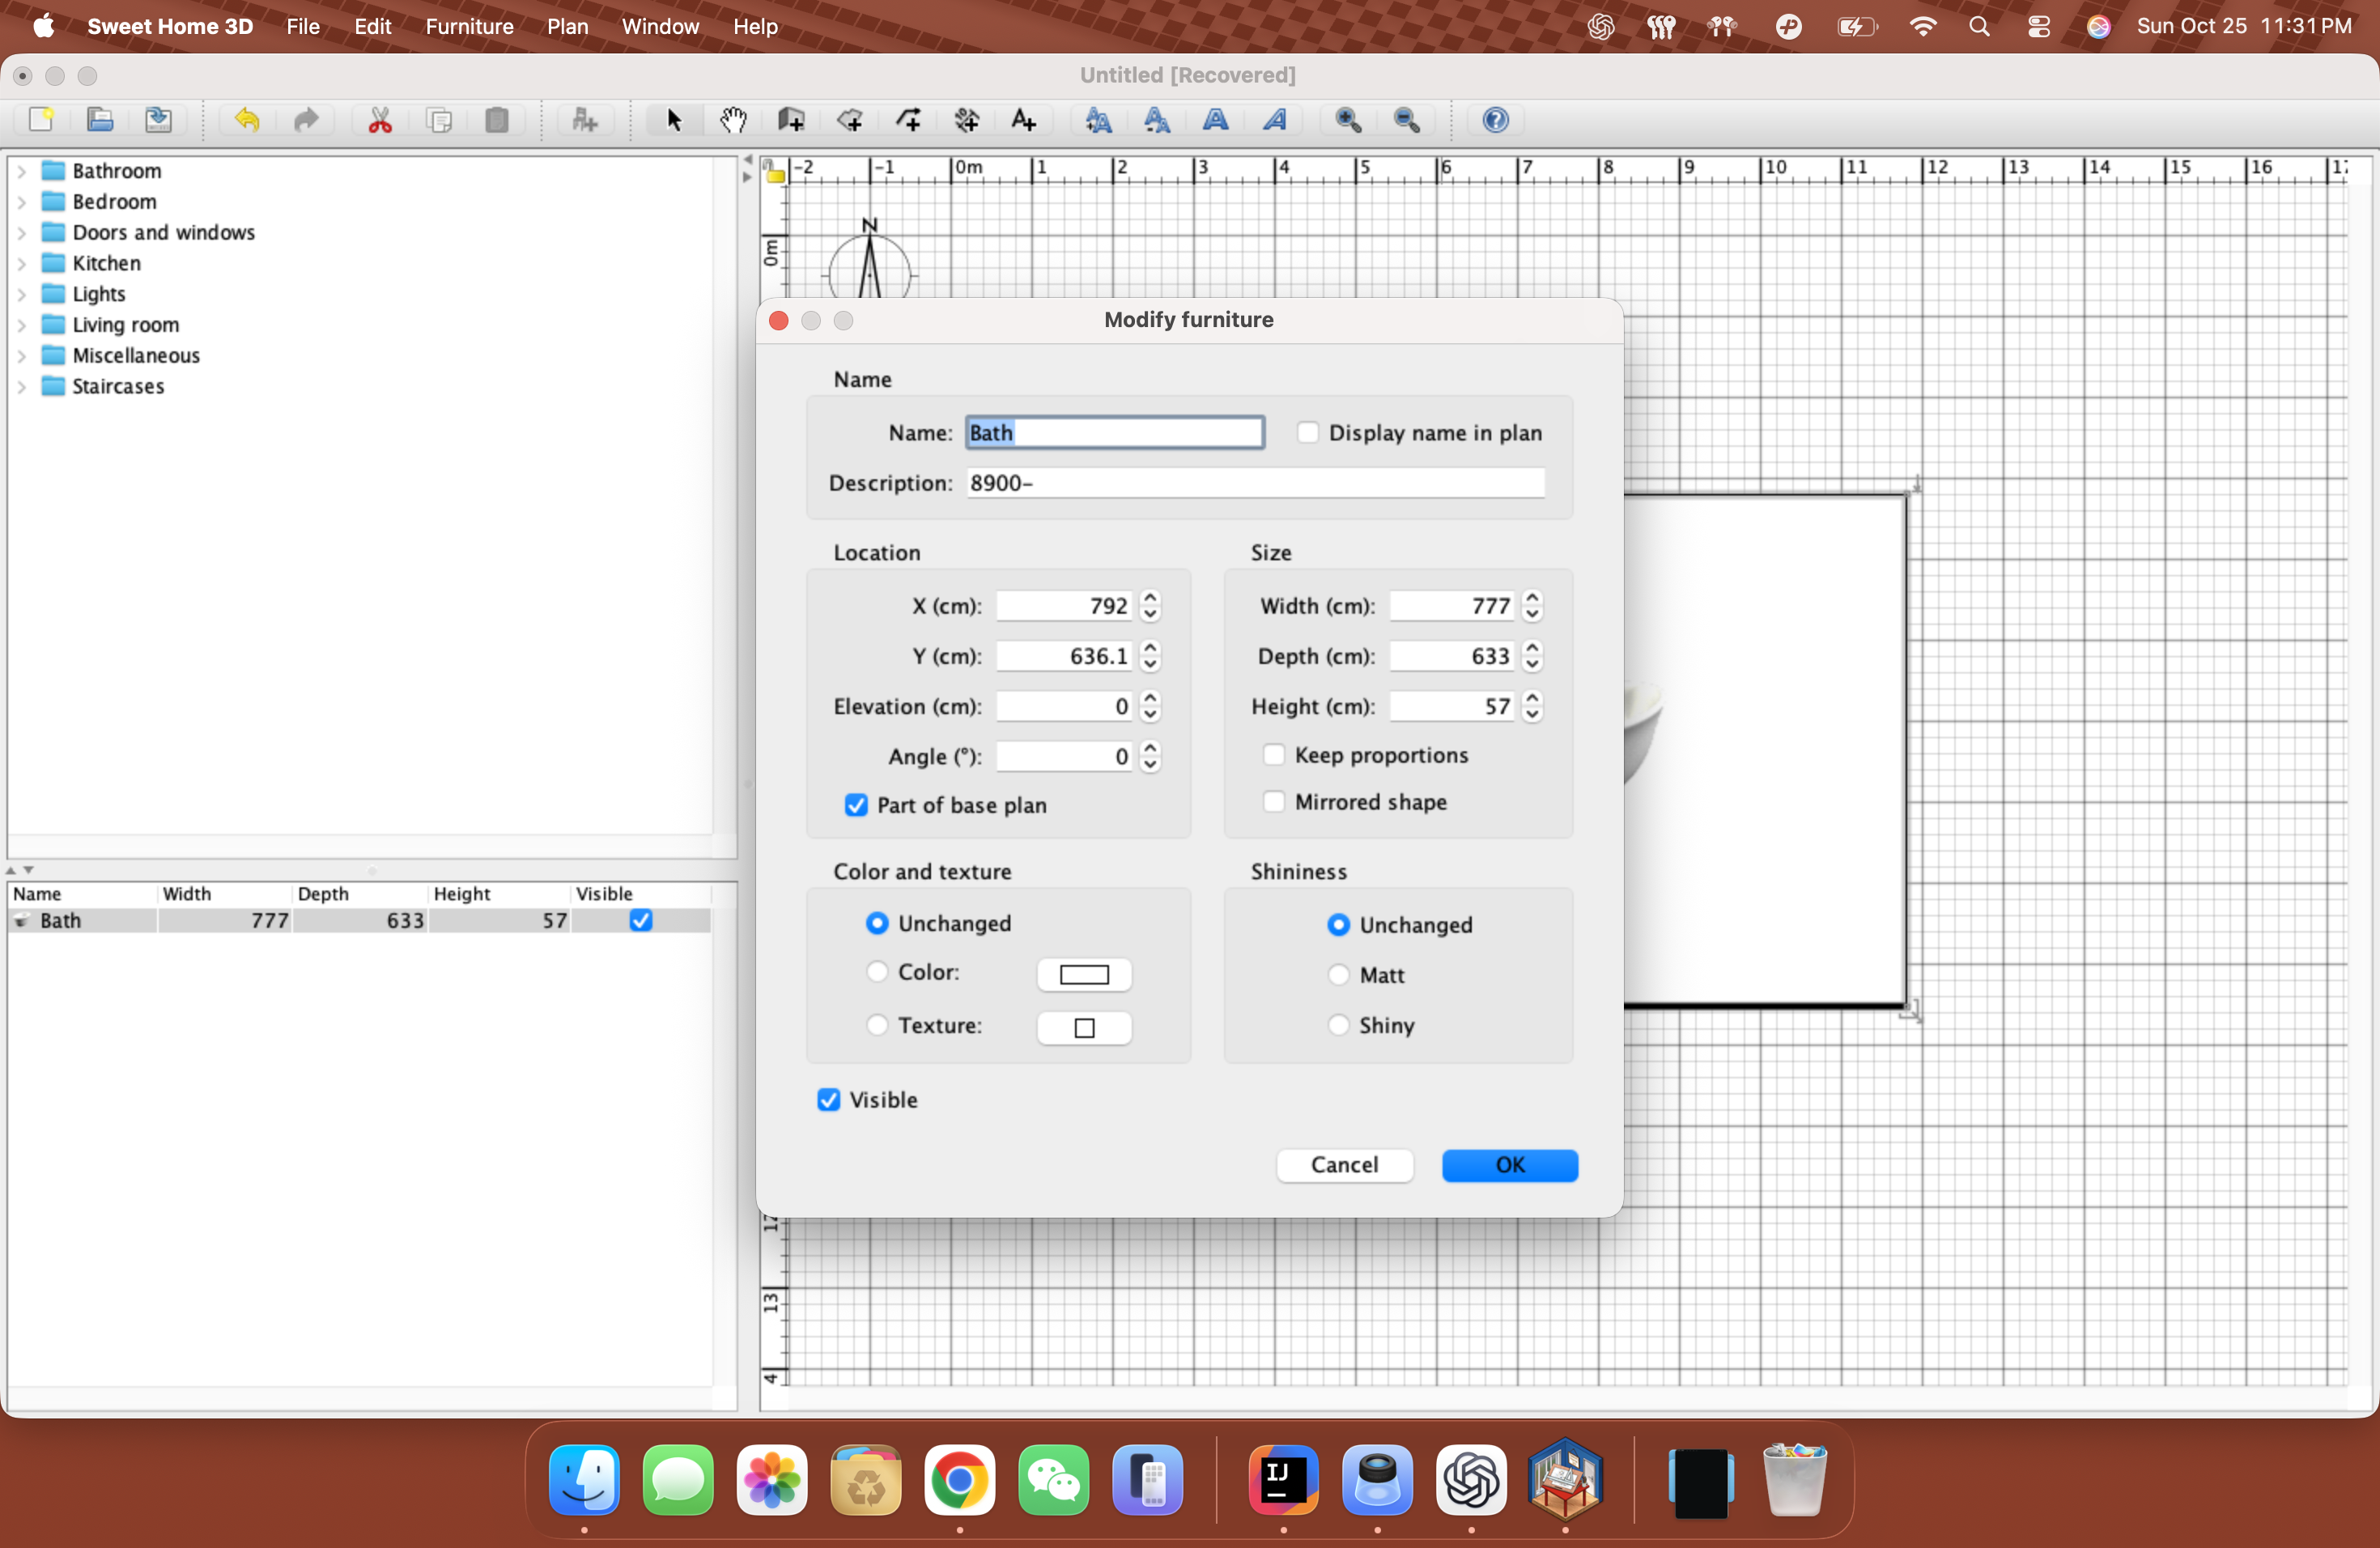 Sweet Home 3D File Edit Furniture Plan Window Help Sun Oct 25 11:31 PM
Untitled [Recovered]
Bathroom
Bedroom
Doors and windows
Kitchen
Lights
Living room
Miscellaneous
Staircases
Name Width Depth Height Visible
Bath 777 633 57
-2 -1 0m 1 2 3 4 5 6 7 8 9 10 11 12 13 14 15 16
0m
N
13
4
Modify furniture
Name
Name: Bath Display name in plan
Description: 8900-
Location
X (cm): 792
Y (cm): 636.1
Elevation (cm): 0
Angle (°): 0
Part of base plan
Size
Width (cm): 777
Depth (cm): 633
Height (cm): 57
Keep proportions
Mirrored shape
Color and texture
Unchanged
Color:
Texture:
Shininess
Unchanged
Matt
Shiny
Visible
Cancel OK
IJ